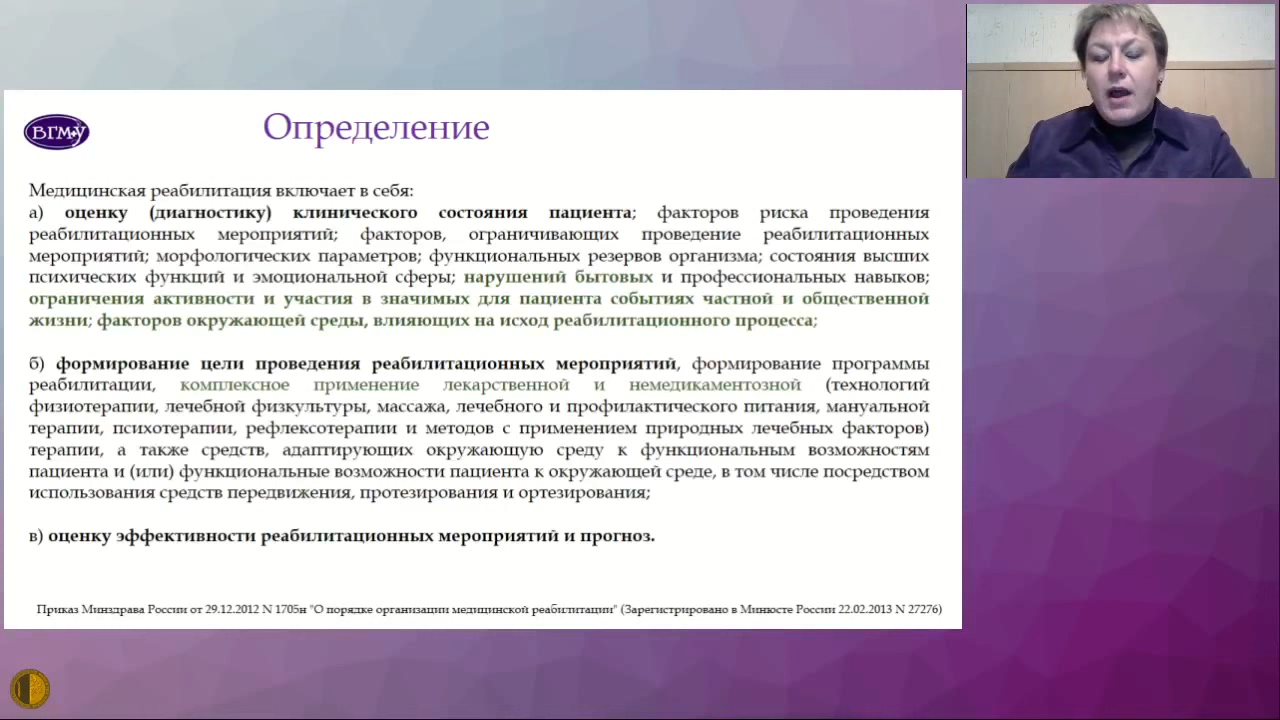 ВГМУ
Определение
Медицинская реабилитация включает в себя:
а) оценку (диагностику) клинического состояния пациента; факторов риска проведения
реабилитационных мероприятий; факторов, ограничивающих проведение реабилитационных
мероприятий; морфологических параметров; функциональных резервов организма; состояния высших
психических функций и эмоциональной сферы; нарушений бытовых и профессиональных навыков;
ограничения активности и участия в значимых для пациента событиях частной и общественной
жизни; факторов окружающей среды, влияющих на исход реабилитационного процесса;
б) формирование цели проведения реабилитационных мероприятий, формирование программы
реабилитации, комплексное применение лекарственной и немедикаментозной (технологий
физиотерапии, лечебной физкультуры, массажа, лечебного и профилактического питания, мануальной
терапии, психотерапии, рефлексотерапии и методов с применением природных лечебных факторов)
терапии, а также средств, адаптирующих окружающую среду к функциональным возможностям
пациента и (или) функциональные возможности пациента к окружающей среде, в том числе посредством
использования средств передвижения, протезирования и ортезирования;
в) оценку эффективности реабилитационных мероприятий и прогноз.
Приказ Минздрава России от 29.12.2012 N 1705н "О порядке организации медицинской реабилитации" (Зарегистрировано в Минюсте России 22.02.2013 N 27276)